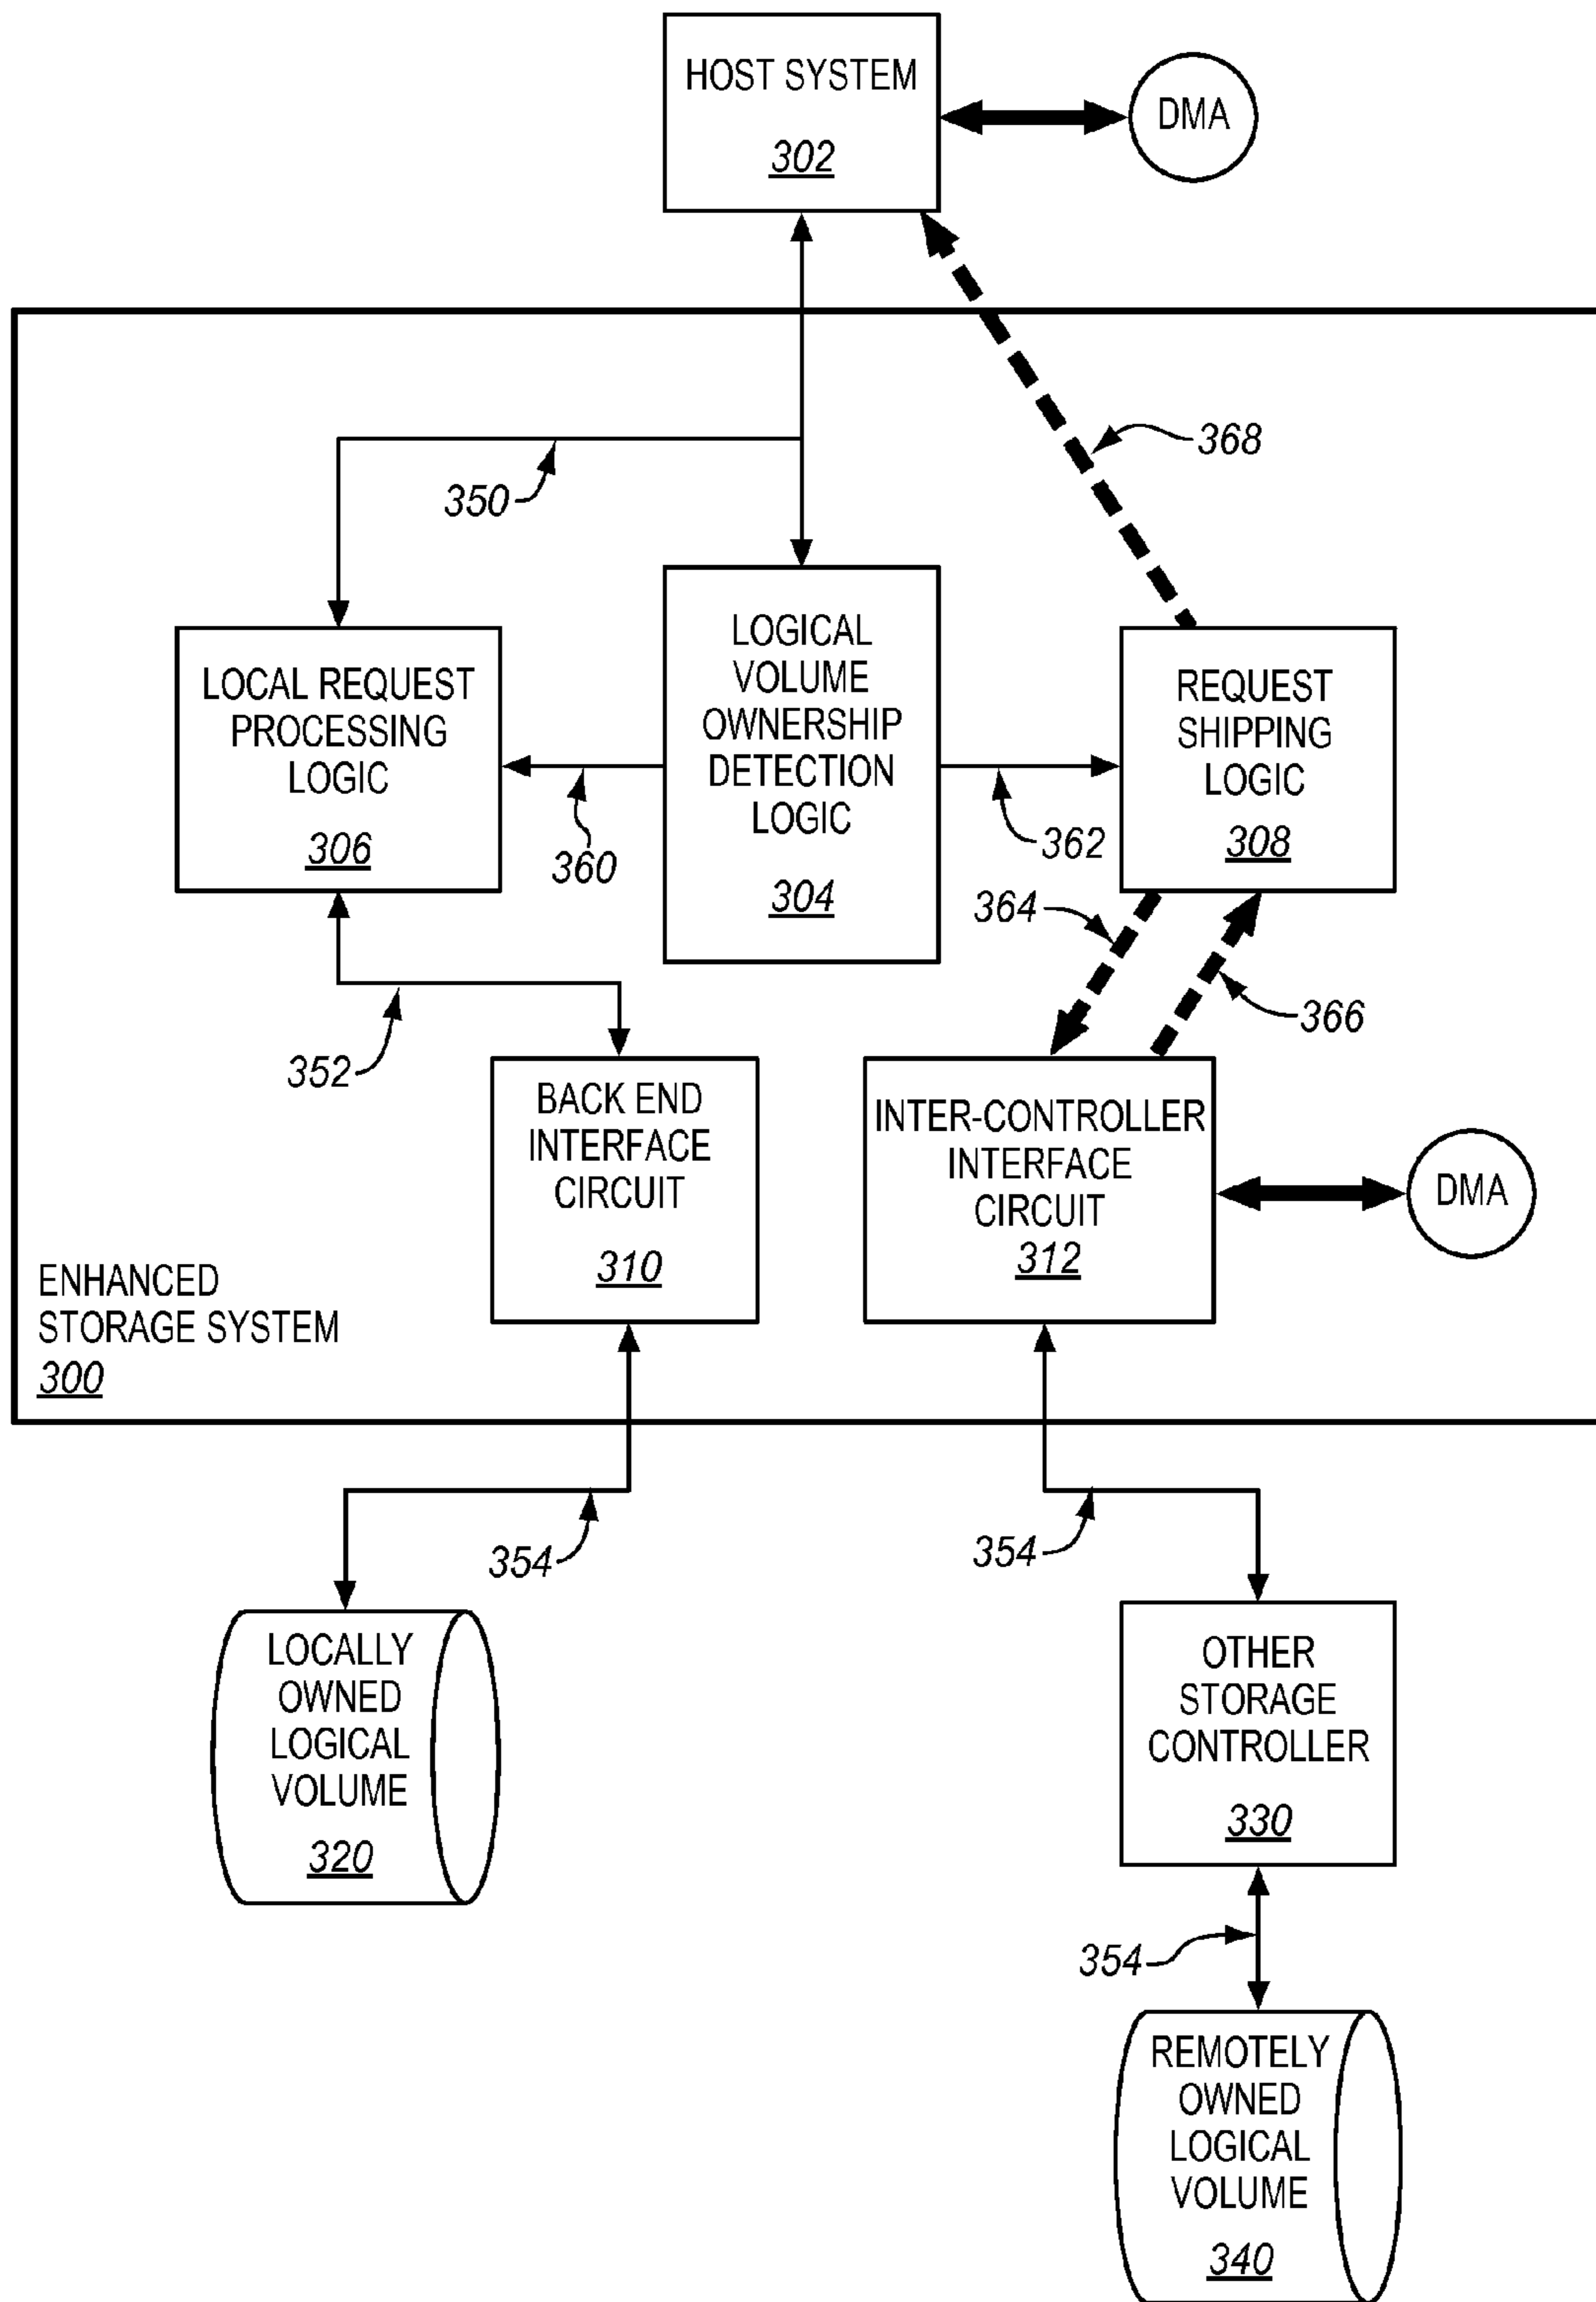 HOST SYSTEM
302
DMA
368
350
LOCAL REQUEST
PROCESSING
LOGIC
306
LOGICAL
VOLUME
OWNERSHIP
DETECTION
LOGIC
304
REQUEST
SHIPPING
LOGIC
308
360
362
364
366
352
BACK END
INTERFACE
CIRCUIT
310
INTER-CONTROLLER
INTERFACE
CIRCUIT
312
DMA
ENHANCED
STORAGE SYSTEM
300
354
354
LOCALLY
OWNED
LOGICAL
VOLUME
320
OTHER
STORAGE
CONTROLLER
330
354
REMOTELY
OWNED
LOGICAL
VOLUME
340